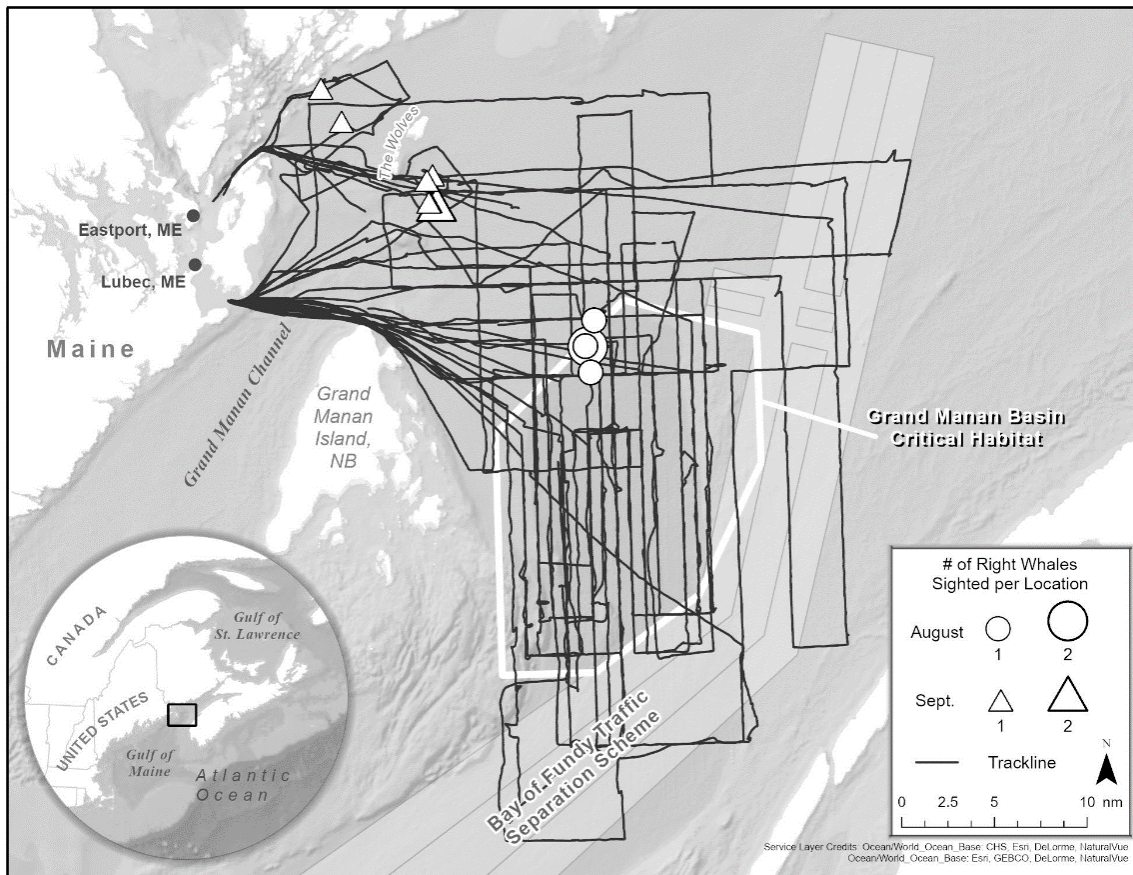 The Wolves
Eastport, ME
Lubec, ME
Maine
Grand Manan Channel
Grand
Manan
Island,
NB
Grand Manan Basin
Critical Habitat
Bay of Fundy Traffic
Separation Scheme
CANADA
UNITED STATES
Gulf of
St. Lawrence
Gulf of
Maine
Atlantic
Ocean
# of Right Whales
Sighted per Location
August
1
2
Sept.
1
2
Trackline
N
0 2.5 5 10 nm
Service Layer Credits: Ocean/World_Ocean_Base: CHS, Esri, DeLorme, NaturalVue
Ocean/World_Ocean_Base: Esri, GEBCO, DeLorme, NaturalVue